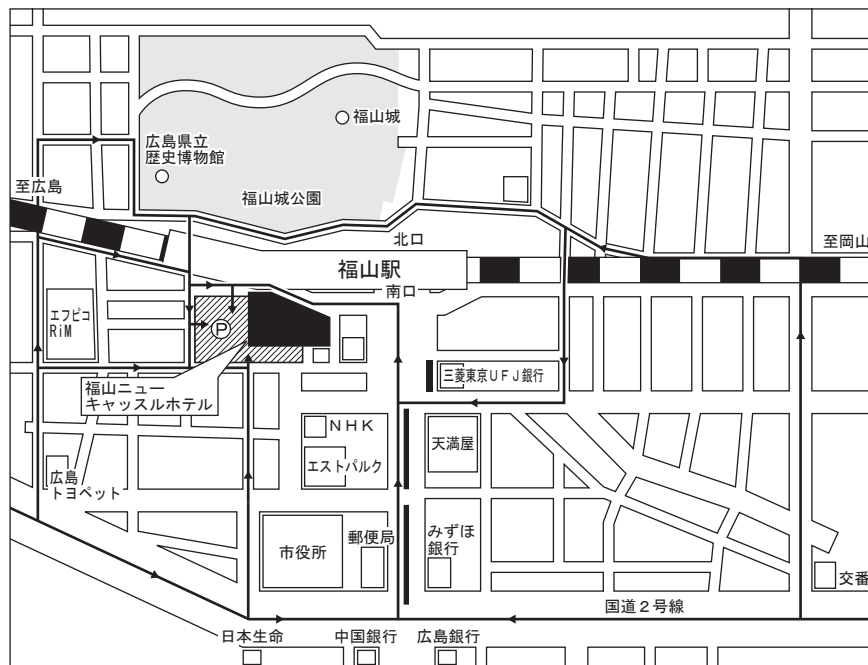 福山城
広島県立
歴史博物館
至広島
福山城公園
北口
至岡山
福山駅
南口
エフピコ
RiM
P
三菱東京UFJ銀行
福山ニュー
キャッスルホテル
NHK
天満屋
エストパルク
広島
トヨペット
市役所
郵便局
みずほ
銀行
交番
国道2号線
日本生命
中国銀行
広島銀行